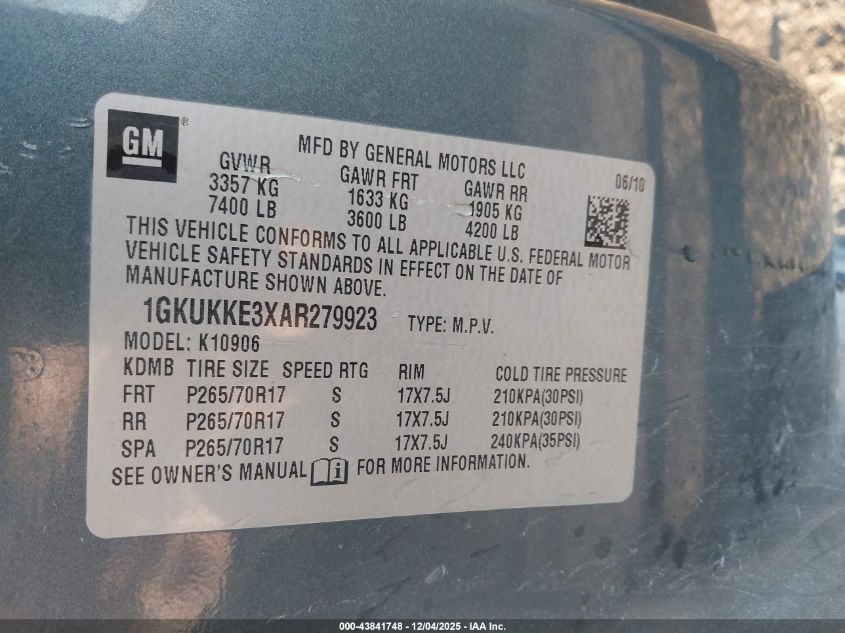 GM ®
MFD BY GENERAL MOTORS LLC
06/10
GVWR GAWR FRT GAWR RR
3357 KG 1633 KG 1905 KG
7400 LB 3600 LB 4200 LB
THIS VEHICLE CONFORMS TO ALL APPLICABLE U.S. FEDERAL MOTOR
VEHICLE SAFETY STANDARDS IN EFFECT ON THE DATE OF
MANUFACTURE SHOWN ABOVE.
1GKUKKE3XAR279923 TYPE: M.P.V.
MODEL: K10906
KDMB TIRE SIZE SPEED RTG RIM COLD TIRE PRESSURE
FRT P265/70R17 S 17X7.5J 210KPA(30PSI)
RR P265/70R17 S 17X7.5J 210KPA(30PSI)
SPA P265/70R17 S 17X7.5J 240KPA(35PSI)
SEE OWNER'S MANUAL FOR MORE INFORMATION.
000-43841748 - 12/04/2025 - IAA Inc.